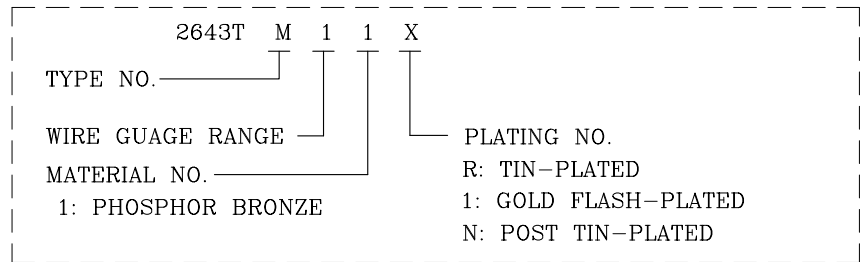 2643T M 1 1 X
TYPE NO.
WIRE GUAGE RANGE
MATERIAL NO.
1: PHOSPHOR BRONZE
PLATING NO.
R: TIN-PLATED
1: GOLD FLASH-PLATED
N: POST TIN-PLATED